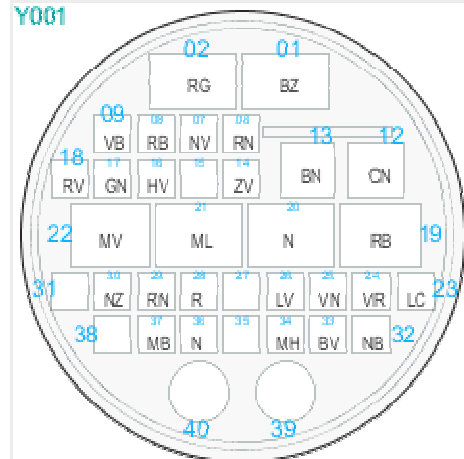 Y001
02 01
RG BZ
09 08 07 06
VB RB NV RN
13 12
18 17 16 15 14
BN CN
RV GN HV ZV
21 20
22 MV ML N RB 19
31 30 29 28 27 26 25 24 23
NZ RN R LV VN VIR LC
38 37 36 35 34 33 32
MB N MH BV NB
40 39